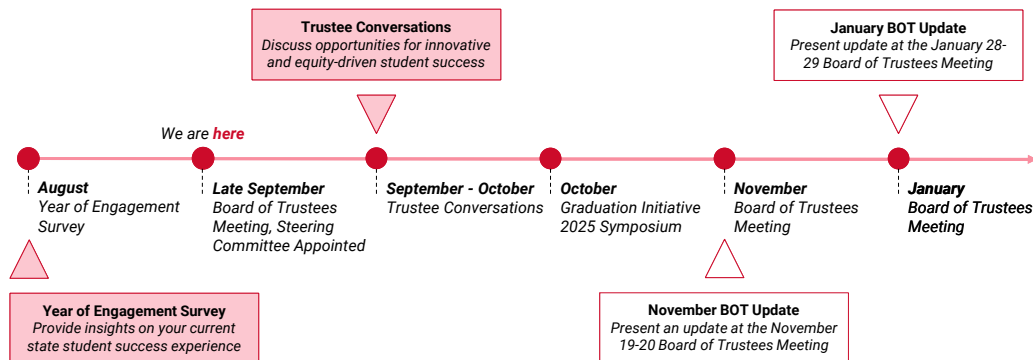 Trustee Conversations
Discuss opportunities for innovative
and equity-driven student success
January BOT Update
Present update at the January 28-
29 Board of Trustees Meeting
We are here
August
Year of Engagement
Survey
Late September
Board of Trustees
Meeting, Steering
Committee Appointed
September - October
Trustee Conversations
October
Graduation Initiative
2025 Symposium
November
Board of Trustees
Meeting
January
Board of Trustees
Meeting
Year of Engagement Survey
Provide insights on your current
state student success experience
November BOT Update
Present an update at the November
19-20 Board of Trustees Meeting